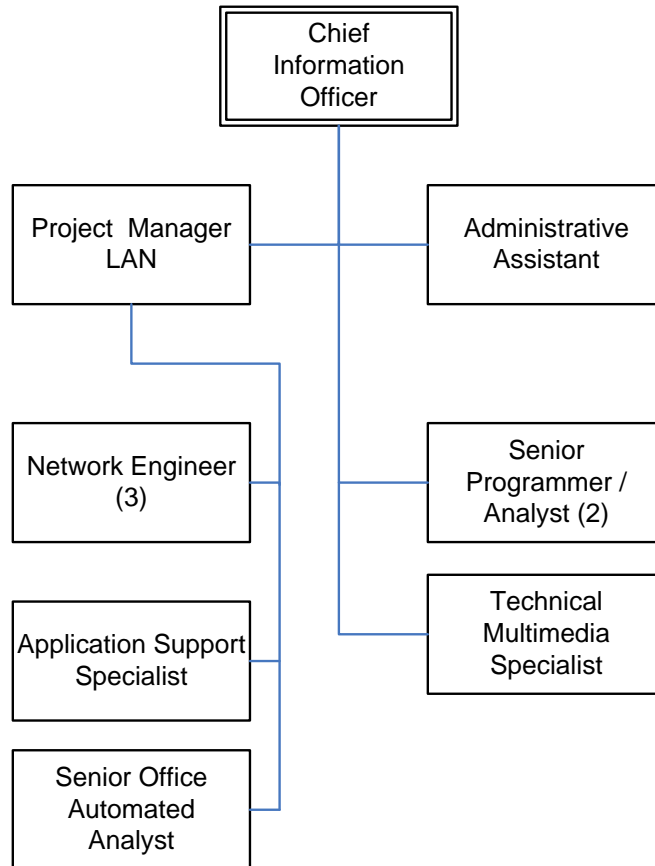 Chief
Information
Officer
Project Manager
LAN
Administrative
Assistant
Network Engineer
(3)
Senior
Programmer /
Analyst (2)
Application Support
Specialist
Technical
Multimedia
Specialist
Senior Office
Automated
Analyst